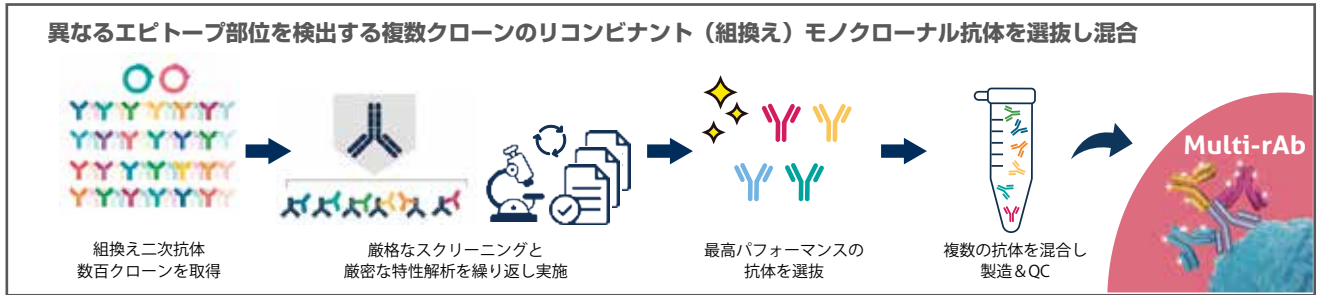 異なるエピトープ部位を検出する複数クローンのリコンビナント（組換え）モノクローナル抗体を選抜し混合
Multi-rAb
組換え二次抗体
数百クローンを取得
厳格なスクリーニングと
厳密な特性解析を繰り返し実施
最高パフォーマンスの
抗体を選抜
複数の抗体を混合し
製造＆QC